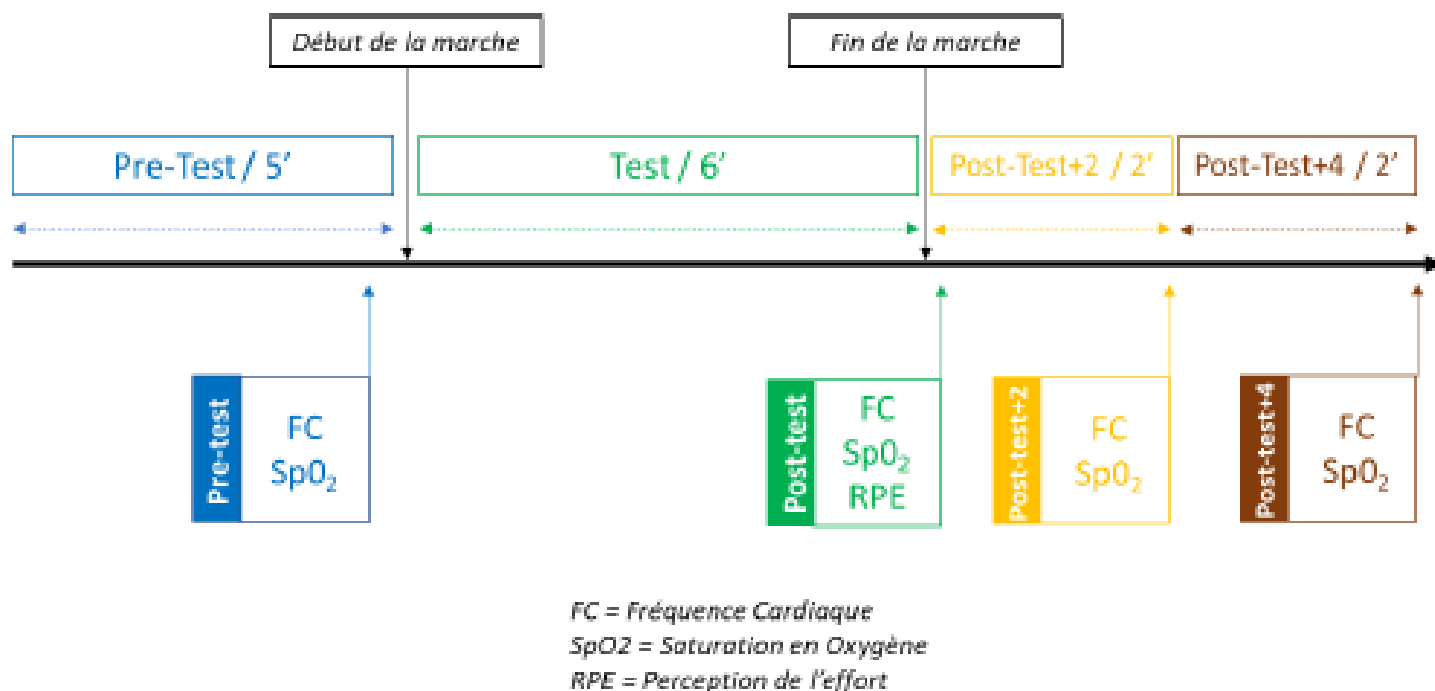 Début de la marche
Fin de la marche
Pre-Test / 5'
Test / 6'
Post-Test+2 / 2'
Post-Test+4 / 2'
Pre-test
FC
SpO₂
Post-test
FC
SpO₂
RPE
Post-test+2
FC
SpO₂
Post-test+4
FC
SpO₂
FC = Fréquence Cardiaque
SpO2 = Saturation en Oxygène
RPE = Perception de l'effort